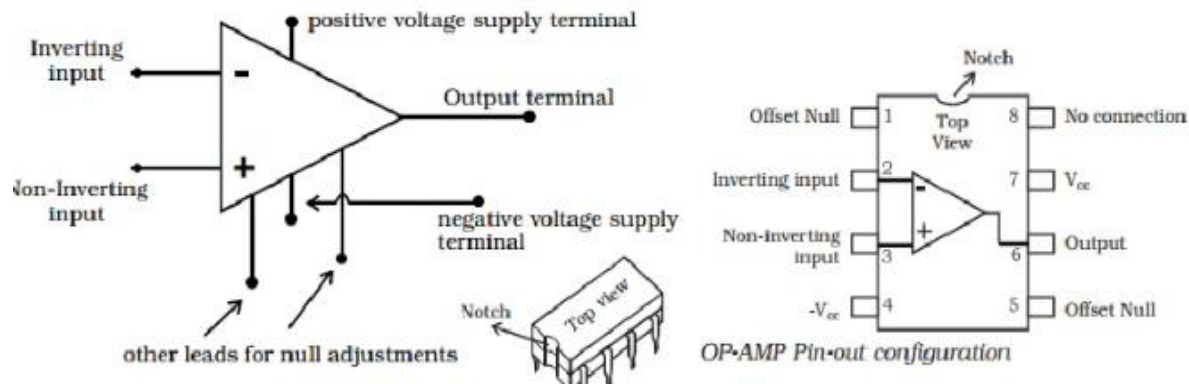 positive voltage supply terminal
Inverting
input
-
Output terminal
+
Non-Inverting
input
negative voltage supply
terminal
other leads for null adjustments
Notch
Top view
Notch
Offset Null
1
Top
View
8
No connection
Inverting input
2
-
7
Vcc
Non-inverting
input
3
+
6
Output
-Vcc
4
5
Offset Null
OP•AMP Pin•out configuration